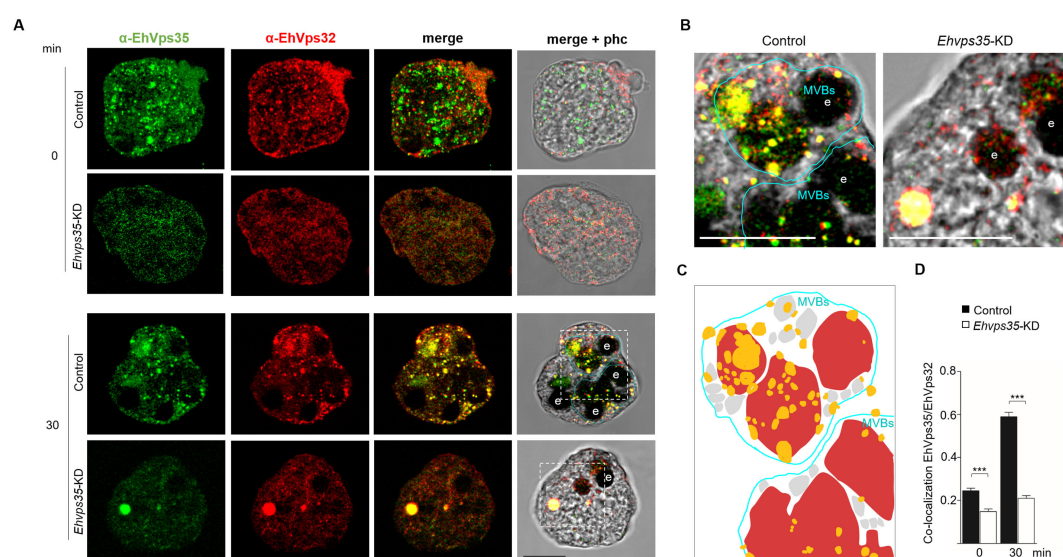 A
α-EhVps35
α-EhVps32
merge
merge + phc
min
Control
0
Ehvps35-KD
Control
e
e
e
e
30
Ehvps35-KD
e
e
B
Control
Ehvps35-KD
MVBs
e
e
MVBs
e
e
C
MVBs
MVBs
D
Control
Ehvps35-KD
Co-localization EhVps35/EhVps32
0.8
0.6
0.4
0.2
***
***
0
30
min